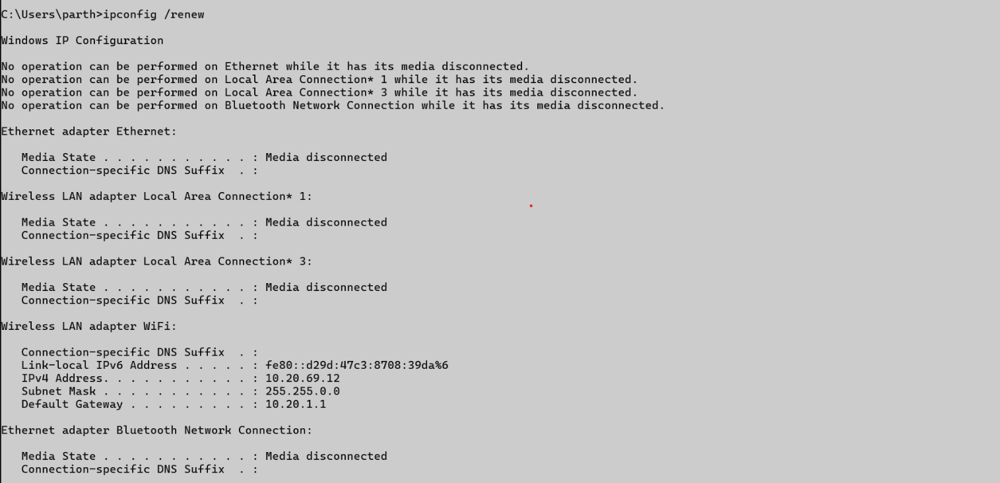 C:\Users\parth>ipconfig /renew
Windows IP Configuration
No operation can be performed on Ethernet while it has its media disconnected.
No operation can be performed on Local Area Connection* 1 while it has its media disconnected.
No operation can be performed on Local Area Connection* 3 while it has its media disconnected.
No operation can be performed on Bluetooth Network Connection while it has its media disconnected.
Ethernet adapter Ethernet:
   Media State . . . . . . . . . . . : Media disconnected
   Connection-specific DNS Suffix  . :
Wireless LAN adapter Local Area Connection* 1:
   Media State . . . . . . . . . . . : Media disconnected
   Connection-specific DNS Suffix  . :
Wireless LAN adapter Local Area Connection* 3:
   Media State . . . . . . . . . . . : Media disconnected
   Connection-specific DNS Suffix  . :
Wireless LAN adapter WiFi:
   Connection-specific DNS Suffix  . :
   Link-local IPv6 Address . . . . . : fe80::d29d:47c3:8708:39da%6
   IPv4 Address. . . . . . . . . . . : 10.20.69.12
   Subnet Mask . . . . . . . . . . . : 255.255.0.0
   Default Gateway . . . . . . . . . : 10.20.1.1
Ethernet adapter Bluetooth Network Connection:
   Media State . . . . . . . . . . . : Media disconnected
   Connection-specific DNS Suffix  . :